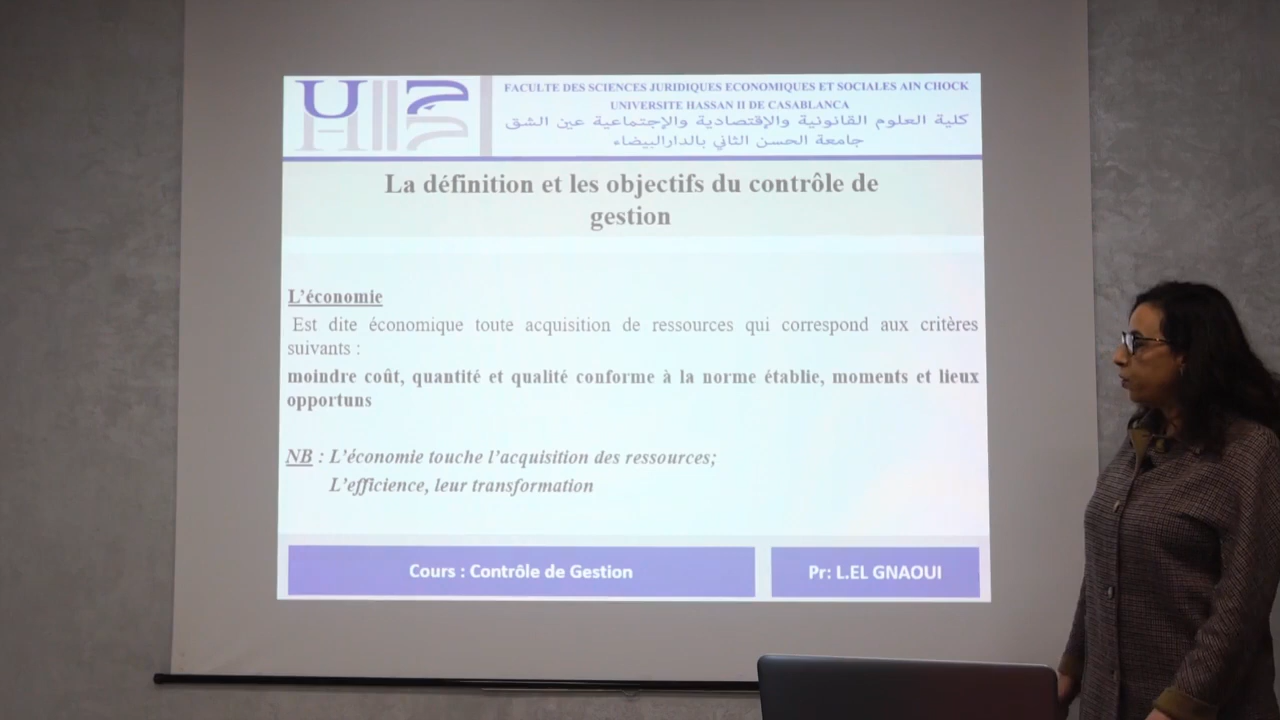 FACULTE DES SCIENCES JURIDIQUES ECONOMIQUES ET SOCIALES AIN CHOCK
UNIVERSITE HASSAN II DE CASABLANCA
كلية العلوم القانونية والإقتصادية والإجتماعية عين الشق
جامعة الحسن الثاني بالدارالبيضاء
La définition et les objectifs du contrôle de
gestion
L'économie
Est dite économique toute acquisition de ressources qui correspond aux critères
suivants :
moindre coût, quantité et qualité conforme à la norme établie, moments et lieux
opportuns
NB : L'économie touche l'acquisition des ressources;
L'efficience, leur transformation
Cours : Contrôle de Gestion
Pr: L.EL GNAOUI